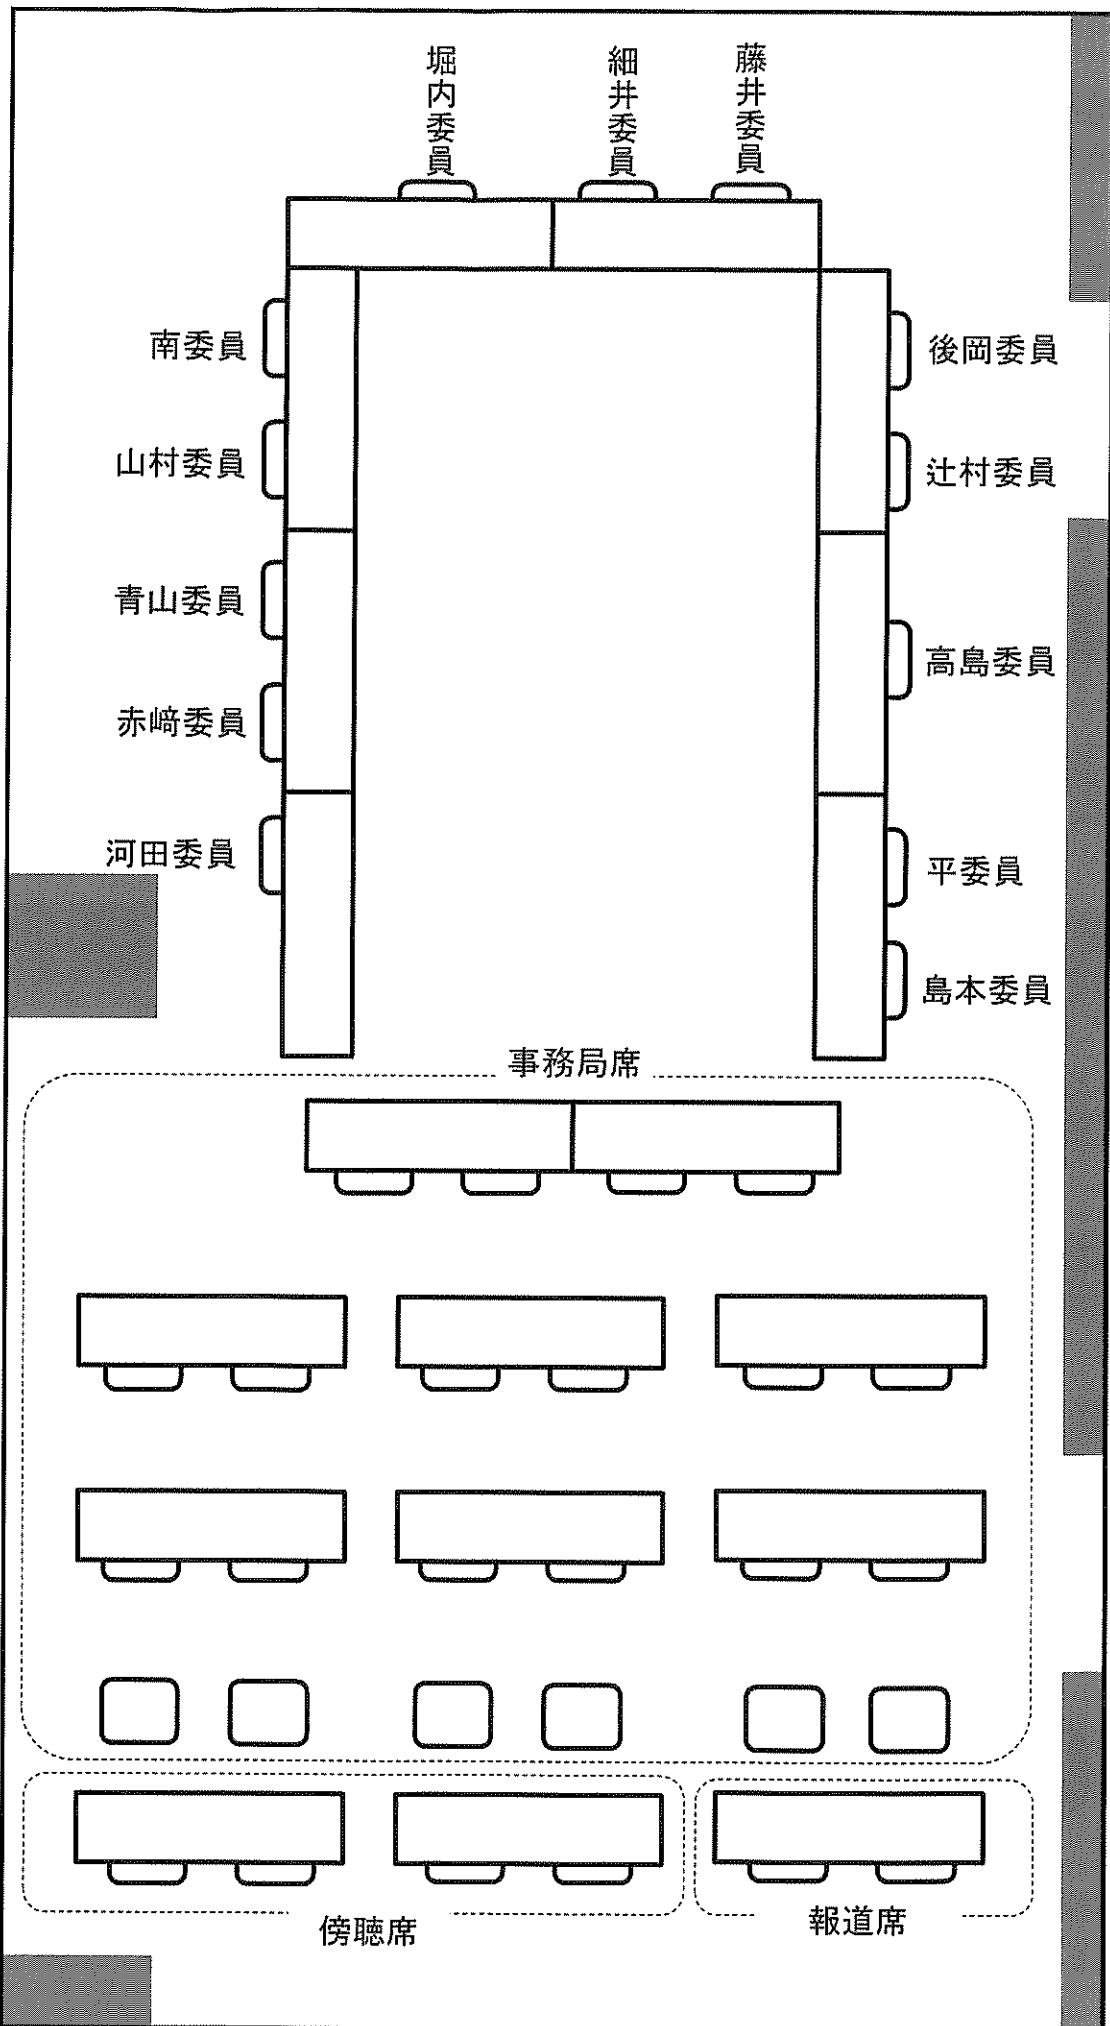 堀内委員
細井委員
藤井委員
南委員
後岡委員
山村委員
辻村委員
青山委員
高島委員
赤﨑委員
河田委員
平委員
島本委員
事務局席
傍聴席
報道席